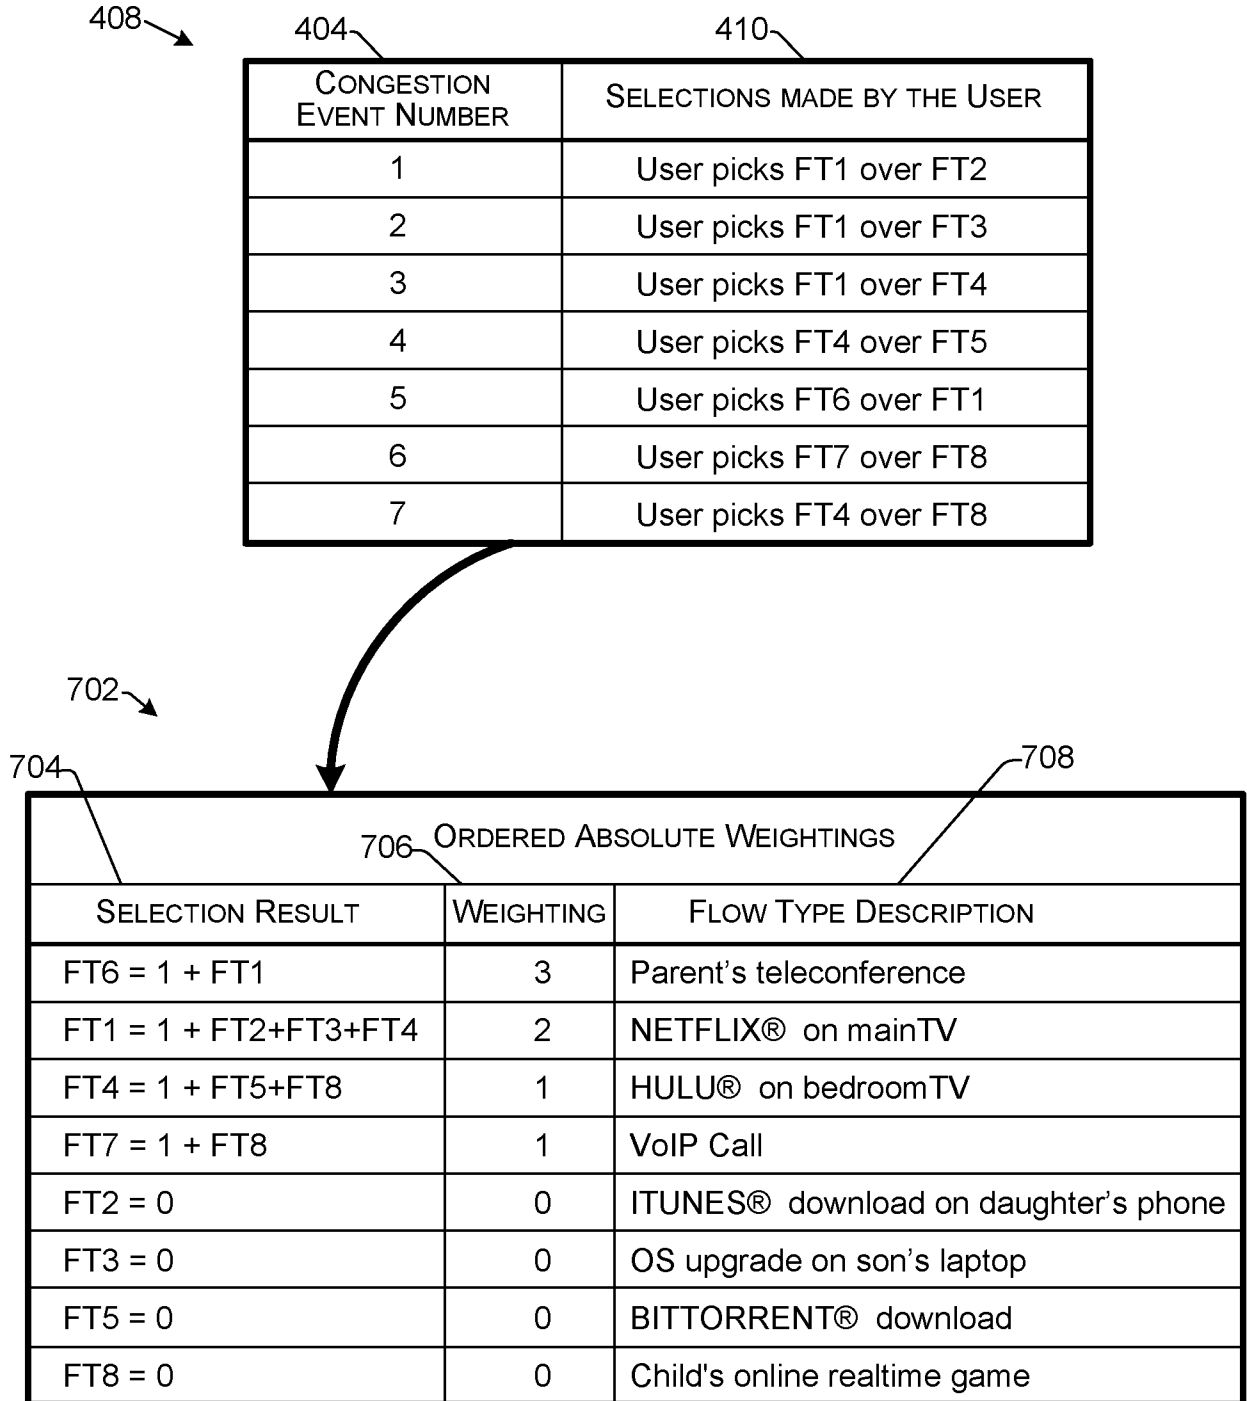 408
404
410
CONGESTION
EVENT NUMBER
SELECTIONS MADE BY THE USER
1 User picks FT1 over FT2
2 User picks FT1 over FT3
3 User picks FT1 over FT4
4 User picks FT4 over FT5
5 User picks FT6 over FT1
6 User picks FT7 over FT8
7 User picks FT4 over FT8
702
704
708
706
ORDERED ABSOLUTE WEIGHTINGS
SELECTION RESULT WEIGHTING FLOW TYPE DESCRIPTION
FT6 = 1 + FT1 3 Parent's teleconference
FT1 = 1 + FT2+FT3+FT4 2 NETFLIX® on mainTV
FT4 = 1 + FT5+FT8 1 HULU® on bedroomTV
FT7 = 1 + FT8 1 VoIP Call
FT2 = 0 0 ITUNES® download on daughter's phone
FT3 = 0 0 OS upgrade on son's laptop
FT5 = 0 0 BITTORRENT® download
FT8 = 0 0 Child's online realtime game